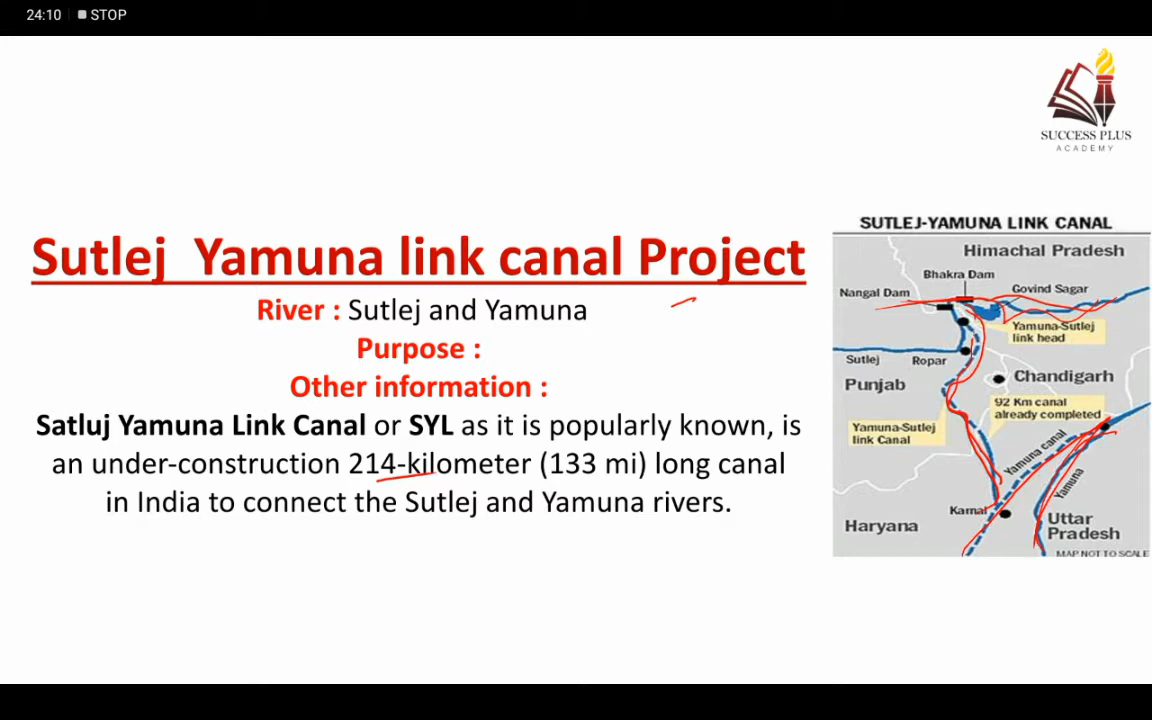 24:10 STOP
SUCCESS PLUS
ACADEMY
Sutlej Yamuna link canal Project
River : Sutlej and Yamuna
Purpose :
Other information :
Satluj Yamuna Link Canal or SYL as it is popularly known, is
an under-construction 214-kilometer (133 mi) long canal
in India to connect the Sutlej and Yamuna rivers.
SUTLEJ-YAMUNA LINK CANAL
Himachal Pradesh
Bhakra Dam
Nangal Dam
Govind Sagar
Yamuna-Sutlej
link head
Sutlej
Ropar
Punjab
Chandigarh
92 Km canal
already completed
Yamuna-Sutlej
link Canal
Yamuna canal
Yamuna
Karnal
Haryana
Uttar
Pradesh
MAP NOT TO SCALE